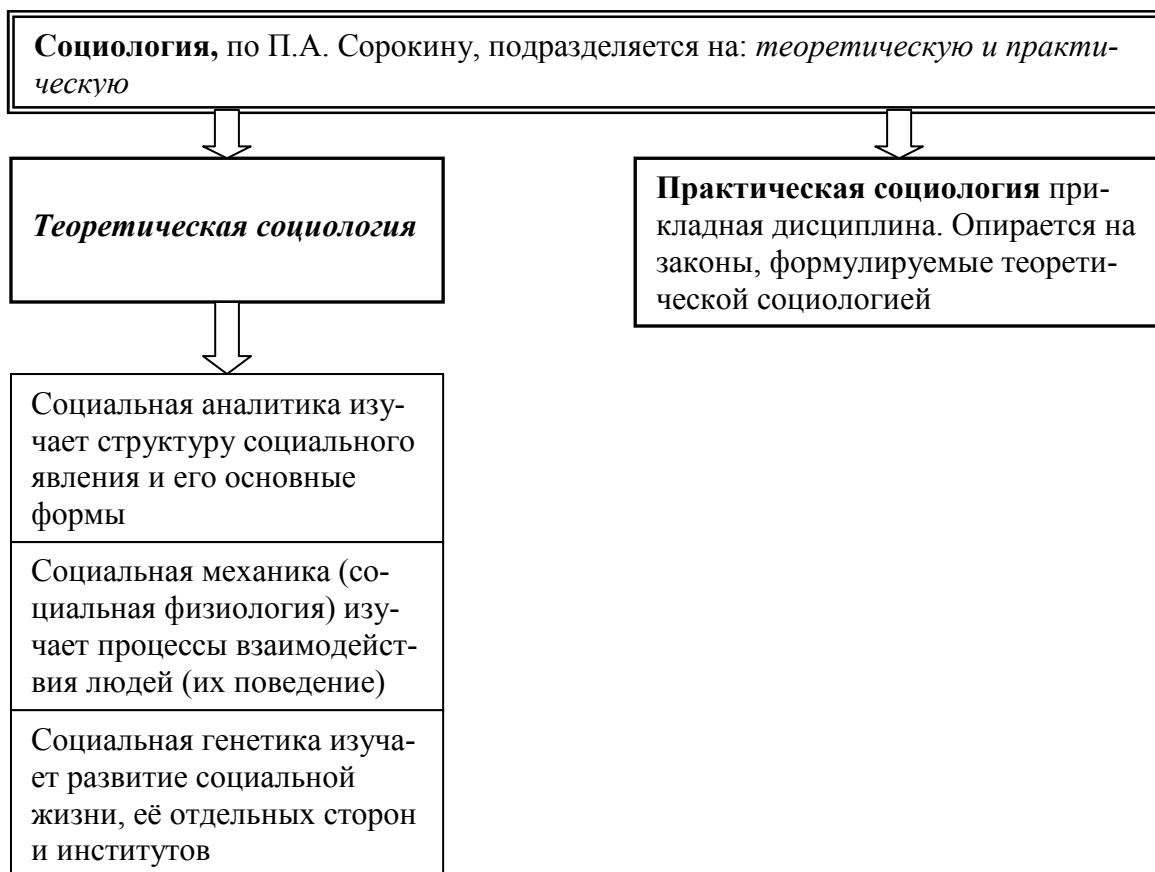 Социология, по П.А. Сорокину, подразделяется на: теоретическую и практи-
ческую
Теоретическая социология
Практическая социология при-
кладная дисциплина. Опирается на
законы, формулируемые теорети-
ческой социологией
Социальная аналитика изу-
чает структуру социального
явления и его основные
формы
Социальная механика (со-
циальная физиология) изу-
чает процессы взаимодейст-
вия людей (их поведение)
Социальная генетика изуча-
ет развитие социальной
жизни, её отдельных сторон
и институтов